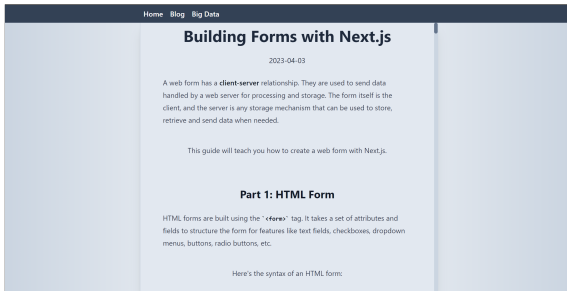 Home Blog Big Data
Building Forms with Next.js
2023-04-03
A web form has a client-server relationship. They are used to send data
handled by a web server for processing and storage. The form itself is the
client, and the server is any storage mechanism that can be used to store,
retrieve and send data when needed.
This guide will teach you how to create a web form with Next.js.
Part 1: HTML Form
HTML forms are built using the `<form>` tag. It takes a set of attributes and
fields to structure the form for features like text fields, checkboxes, dropdown
menus, buttons, radio buttons, etc.
Here's the syntax of an HTML form: